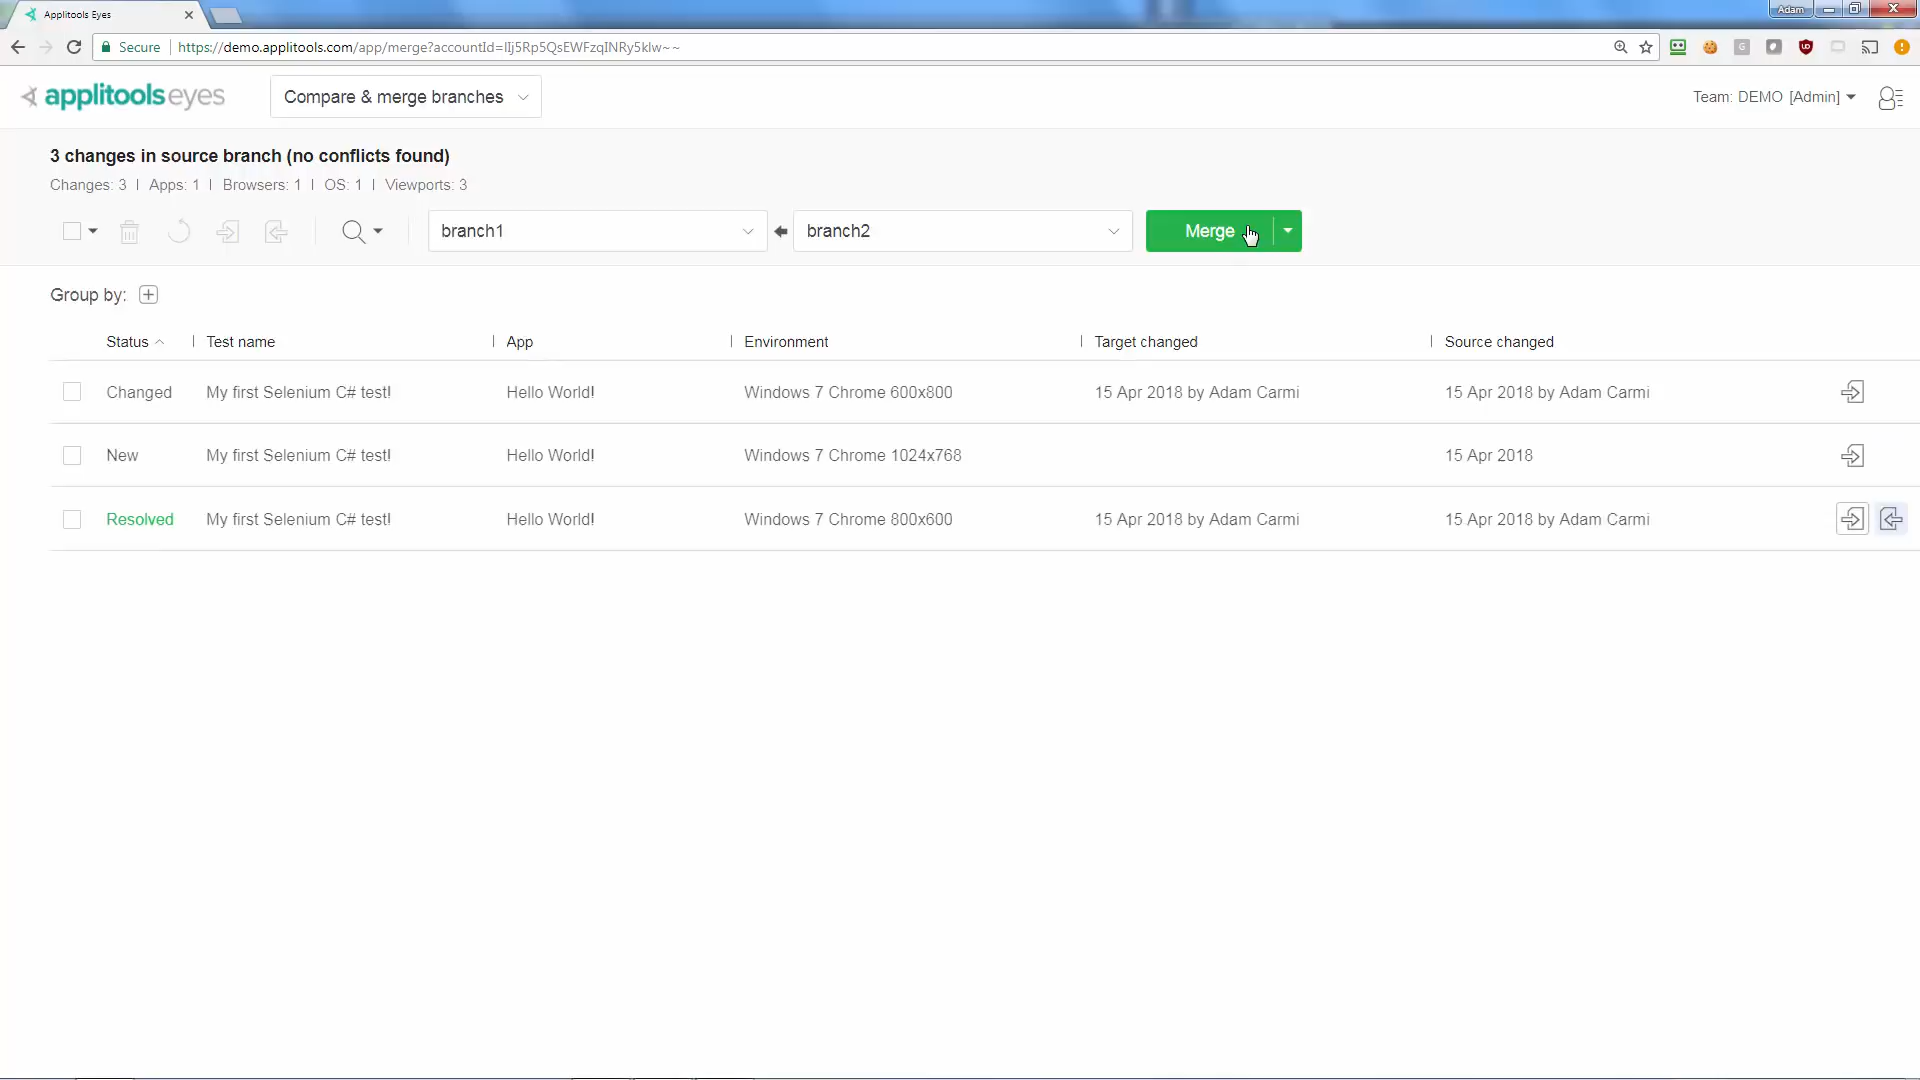 Applitools Eyes
Adam
Secure https://demo.applitools.com/app/merge?accountId=lIj5Rp5QsEWFzqINRy5klw~~
applitools eyes
Compare & merge branches
Team: DEMO [Admin]
3 changes in source branch (no conflicts found)
Changes: 3 | Apps: 1 | Browsers: 1 | OS: 1 | Viewports: 3
branch1
branch2
Merge
Group by:
Status Test name App Environment Target changed Source changed
Changed My first Selenium C# test! Hello World! Windows 7 Chrome 600x800 15 Apr 2018 by Adam Carmi 15 Apr 2018 by Adam Carmi
New My first Selenium C# test! Hello World! Windows 7 Chrome 1024x768 15 Apr 2018
Resolved My first Selenium C# test! Hello World! Windows 7 Chrome 800x600 15 Apr 2018 by Adam Carmi 15 Apr 2018 by Adam Carmi